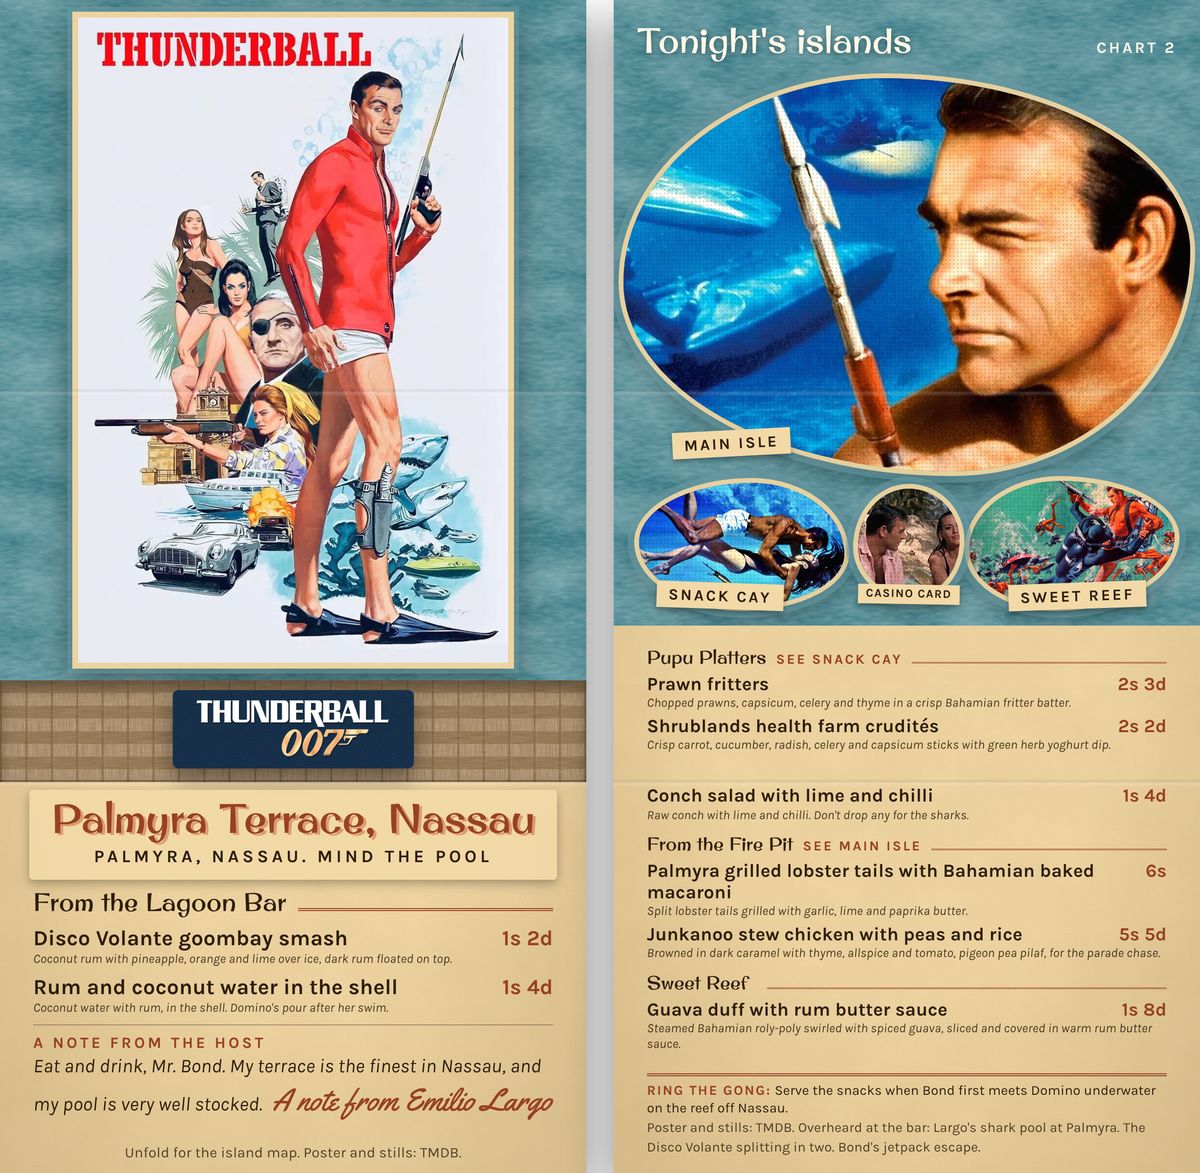 THUNDERBALL
BMT 216A
THUNDERBALL
007
Palmyra Terrace, Nassau
PALMYRA, NASSAU. MIND THE POOL
From the Lagoon Bar
Disco Volante goombay smash 1s 2d
Coconut rum with pineapple, orange and lime over ice, dark rum floated on top.
Rum and coconut water in the shell 1s 4d
Coconut water with rum, in the shell. Domino's pour after her swim.
A NOTE FROM THE HOST
Eat and drink, Mr. Bond. My terrace is the finest in Nassau, and
my pool is very well stocked. A note from Emilio Largo
Unfold for the island map. Poster and stills: TMDB.
Tonight's islands CHART 2
MAIN ISLE
SNACK CAY
CASINO CARD
SWEET REEF
Pupu Platters SEE SNACK CAY
Prawn fritters 2s 3d
Chopped prawns, capsicum, celery and thyme in a crisp Bahamian fritter batter.
Shrublands health farm crudités 2s 2d
Crisp carrot, cucumber, radish, celery and capsicum sticks with green herb yoghurt dip.
Conch salad with lime and chilli 1s 4d
Raw conch with lime and chilli. Don't drop any for the sharks.
From the Fire Pit SEE MAIN ISLE
Palmyra grilled lobster tails with Bahamian baked 6s
macaroni
Split lobster tails grilled with garlic, lime and paprika butter.
Junkanoo stew chicken with peas and rice 5s 5d
Browned in dark caramel with thyme, allspice and tomato, pigeon pea pilaf, for the parade chase.
Sweet Reef
Guava duff with rum butter sauce 1s 8d
Steamed Bahamian roly-poly swirled with spiced guava, sliced and covered in warm rum butter
sauce.
RING THE GONG: Serve the snacks when Bond first meets Domino underwater
on the reef off Nassau.
Poster and stills: TMDB. Overheard at the bar: Largo's shark pool at Palmyra. The
Disco Volante splitting in two. Bond's jetpack escape.